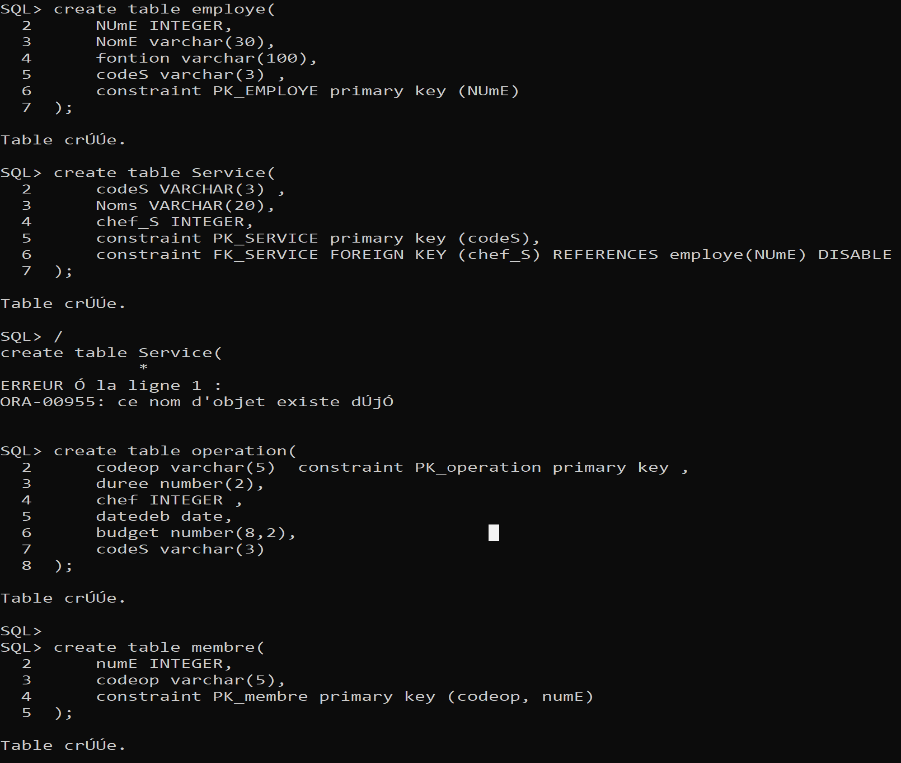 SQL> create table employe(
  2      NUmE INTEGER,
  3      NomE varchar(30),
  4      fontion varchar(100),
  5      codeS varchar(3) ,
  6      constraint PK_EMPLOYE primary key (NUmE)
  7  );
Table crÚÚe.
SQL> create table Service(
  2      codeS VARCHAR(3) ,
  3      Noms VARCHAR(20),
  4      chef_S INTEGER,
  5      constraint PK_SERVICE primary key (codeS),
  6      constraint FK_SERVICE FOREIGN KEY (chef_S) REFERENCES employe(NUmE) DISABLE
  7  );
Table crÚÚe.
SQL> /
create table Service(
             *
ERREUR Ó la ligne 1 :
ORA-00955: ce nom d'objet existe dÚjÓ
SQL> create table operation(
  2      codeop varchar(5)  constraint PK_operation primary key ,
  3      duree number(2),
  4      chef INTEGER ,
  5      datedeb date,
  6      budget number(8,2),
  7      codeS varchar(3)
  8  );
Table crÚÚe.
SQL>
SQL> create table membre(
  2      numE INTEGER,
  3      codeop varchar(5),
  4      constraint PK_membre primary key (codeop, numE)
  5  );
Table crÚÚe.